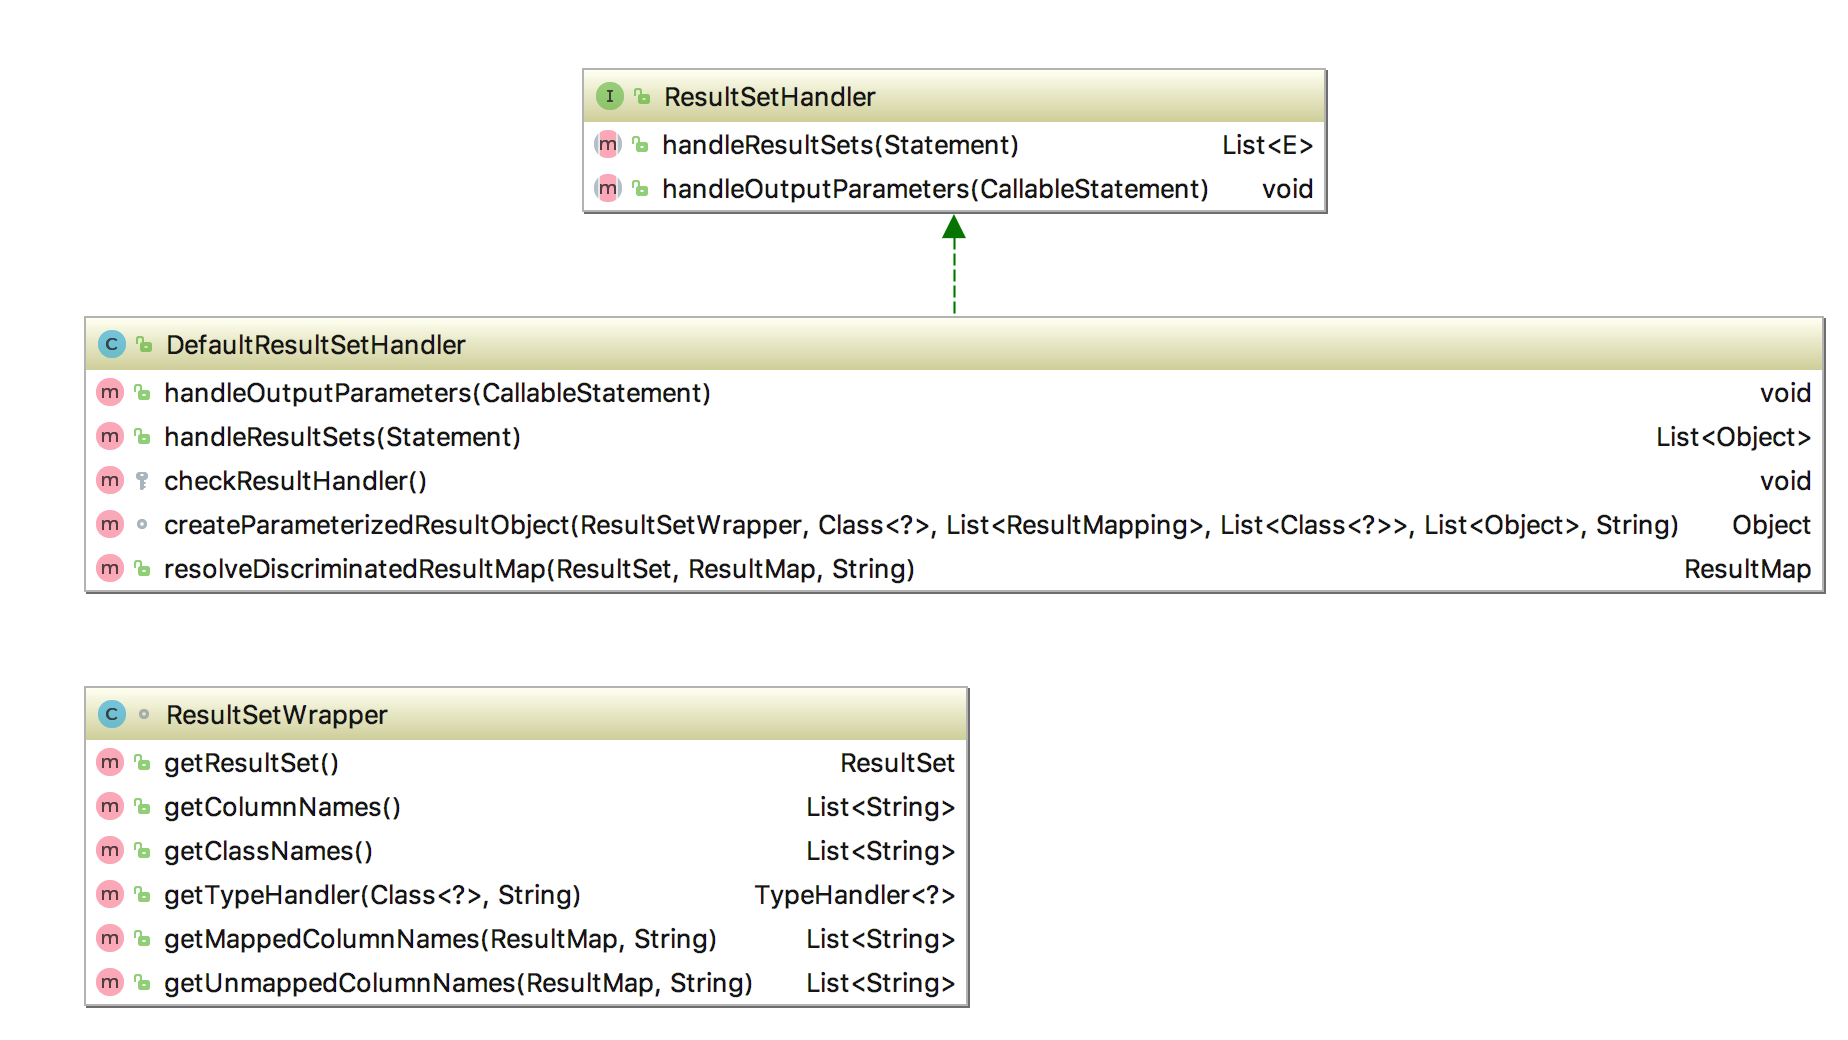 I ResultSetHandler
m handleResultSets(Statement) List<E>
m handleOutputParameters(CallableStatement) void
C DefaultResultSetHandler
m handleOutputParameters(CallableStatement) void
m handleResultSets(Statement) List<Object>
m checkResultHandler() void
m createParameterizedResultObject(ResultSetWrapper, Class<?>, List<ResultMapping>, List<Class<?>>, List<Object>, String) Object
m resolveDiscriminatedResultMap(ResultSet, ResultMap, String) ResultMap
C ResultSetWrapper
m getResultSet() ResultSet
m getColumnNames() List<String>
m getClassNames() List<String>
m getTypeHandler(Class<?>, String) TypeHandler<?>
m getMappedColumnNames(ResultMap, String) List<String>
m getUnmappedColumnNames(ResultMap, String) List<String>